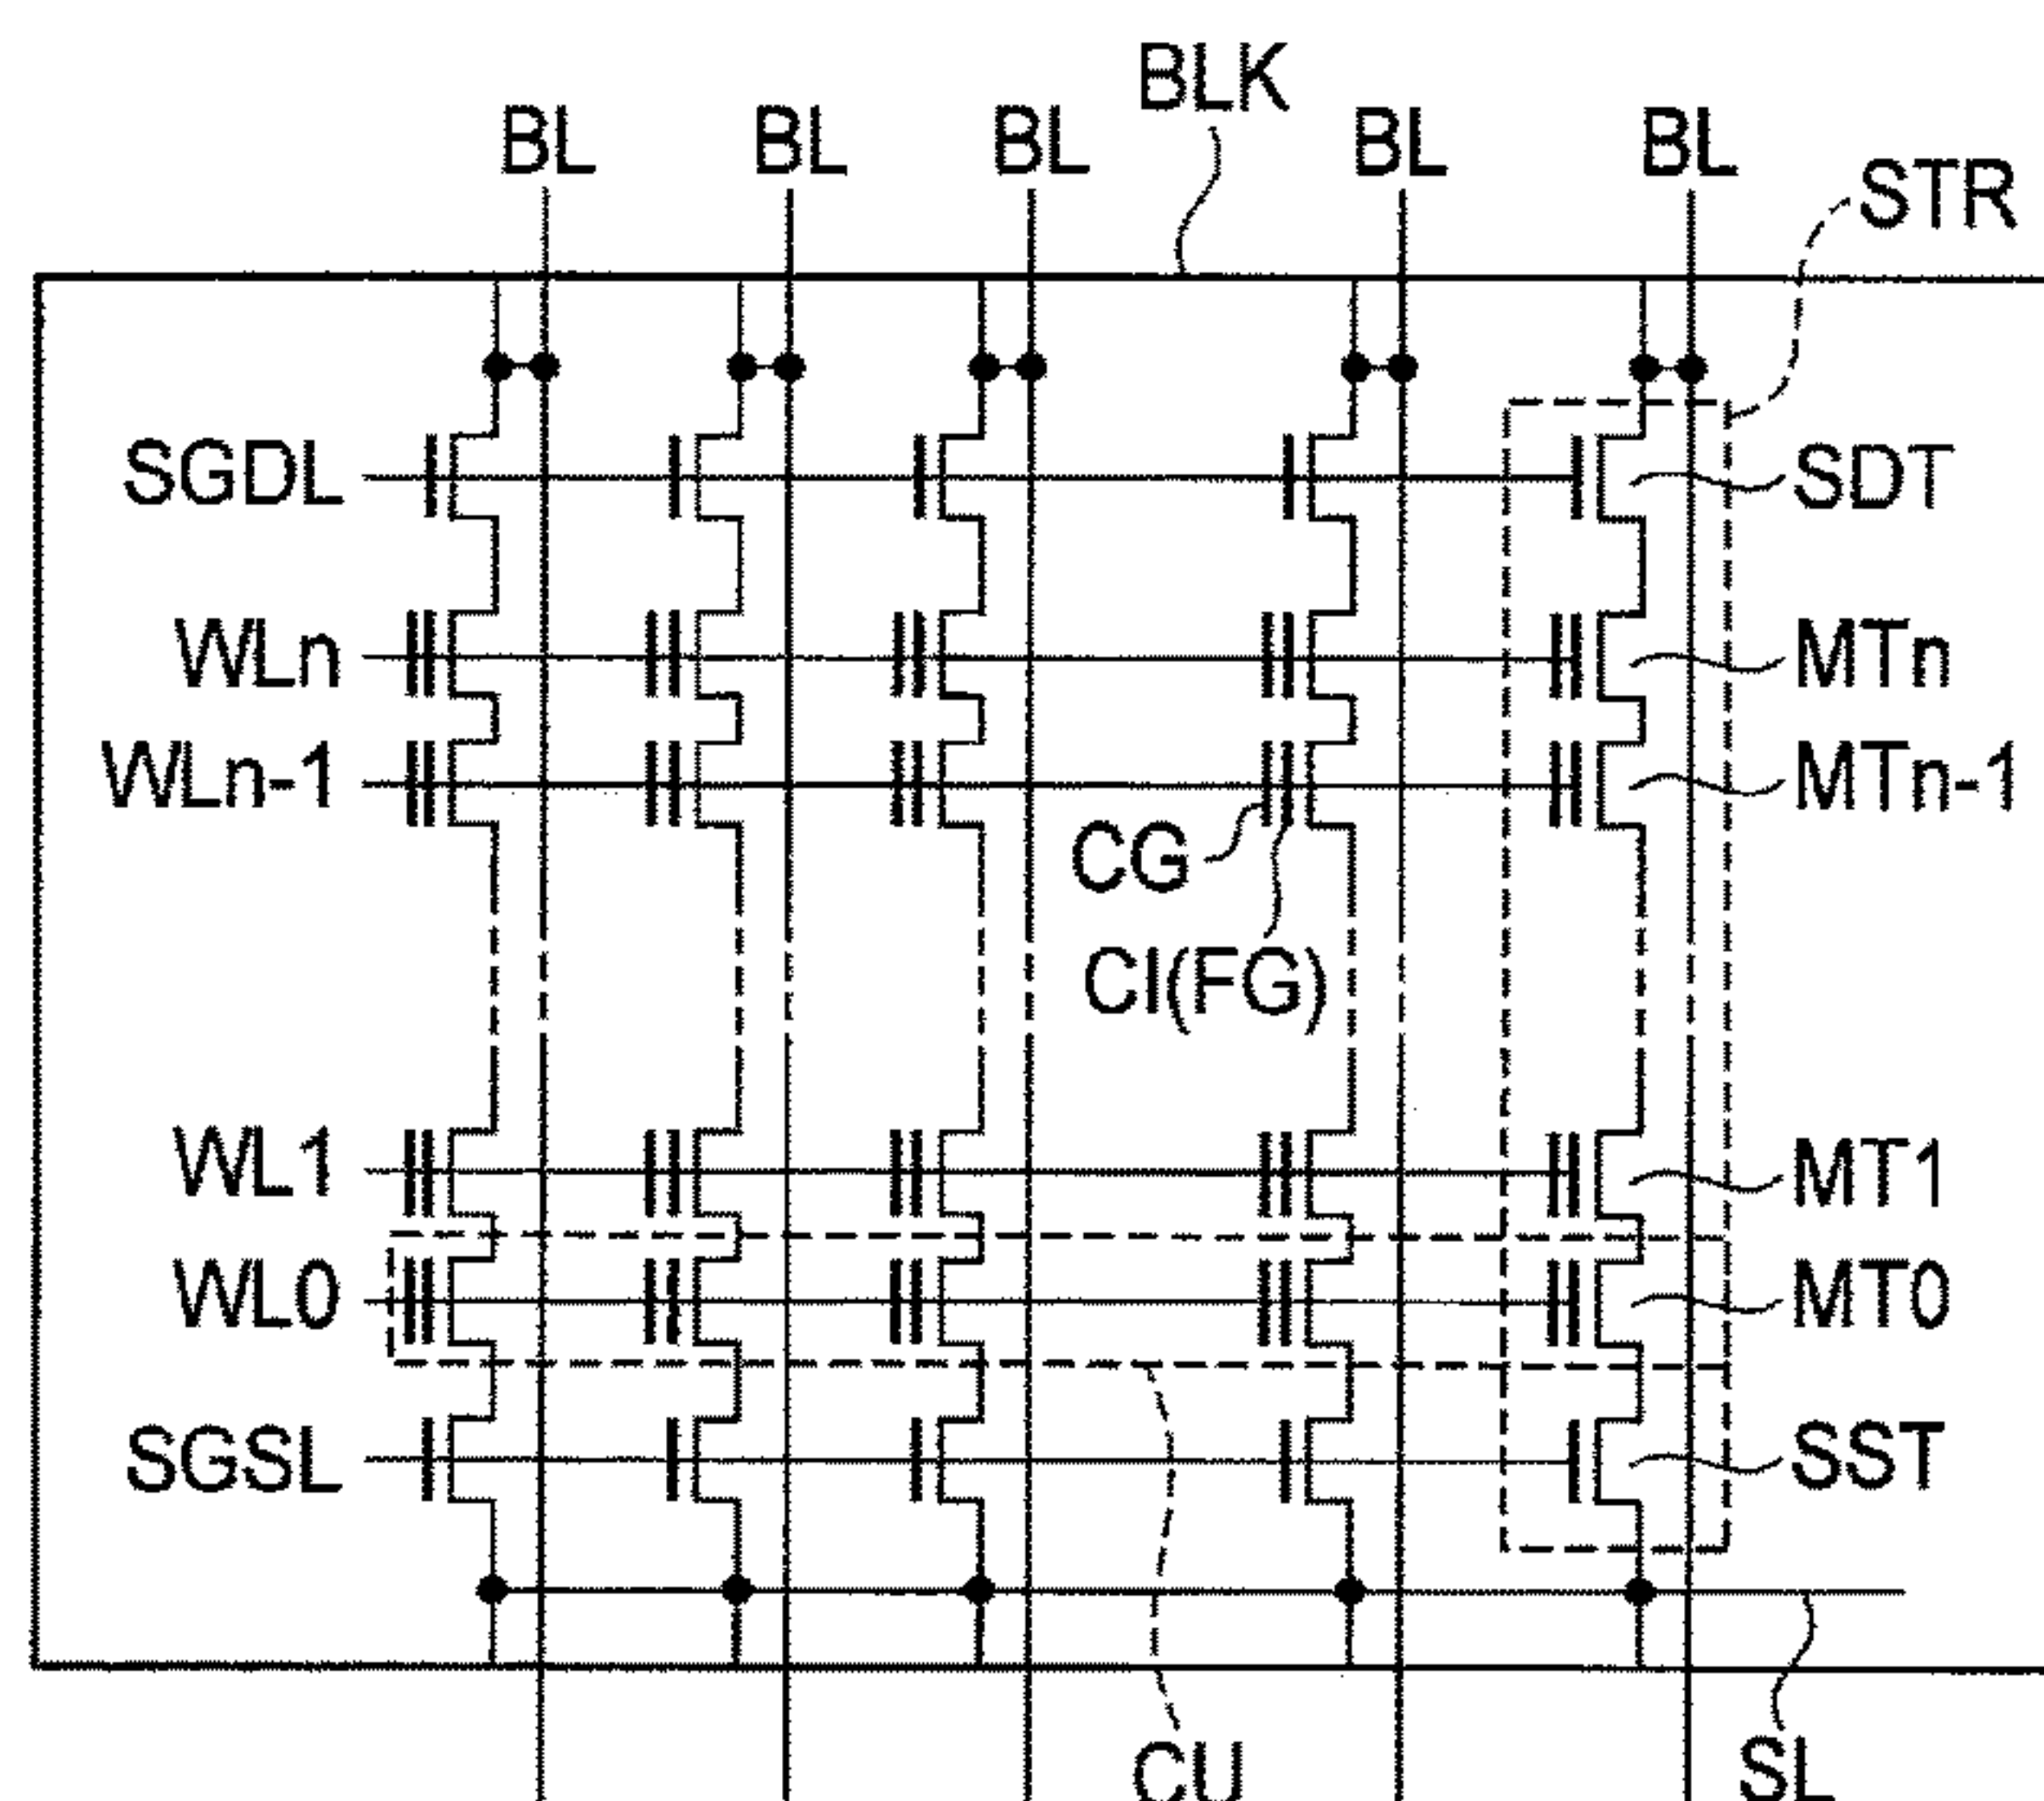 BLK
BL BL BL BL BL
STR
SGDL SDT
WLn MTn
WLn-1 MTn-1
CG
CI(FG)
WL1 MT1
WL0 MT0
SGSL SST
CU SL